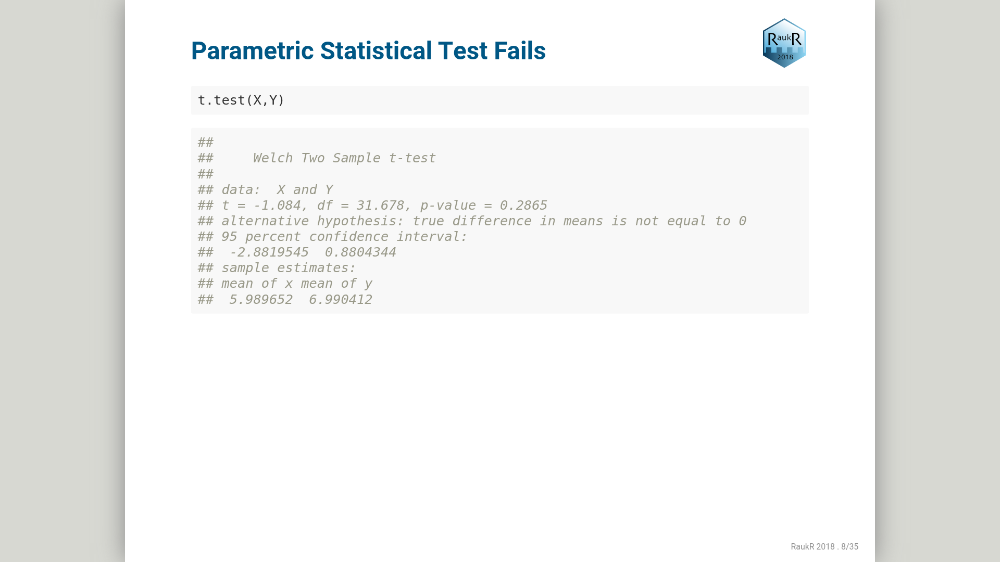 Parametric Statistical Test Fails
RaukR
2018
t.test(X,Y)
##
##     Welch Two Sample t-test
##
## data:  X and Y
## t = -1.084, df = 31.678, p-value = 0.2865
## alternative hypothesis: true difference in means is not equal to 0
## 95 percent confidence interval:
##  -2.8819545  0.8804344
## sample estimates:
## mean of x mean of y
##  5.989652  6.990412
RaukR 2018 . 8/35